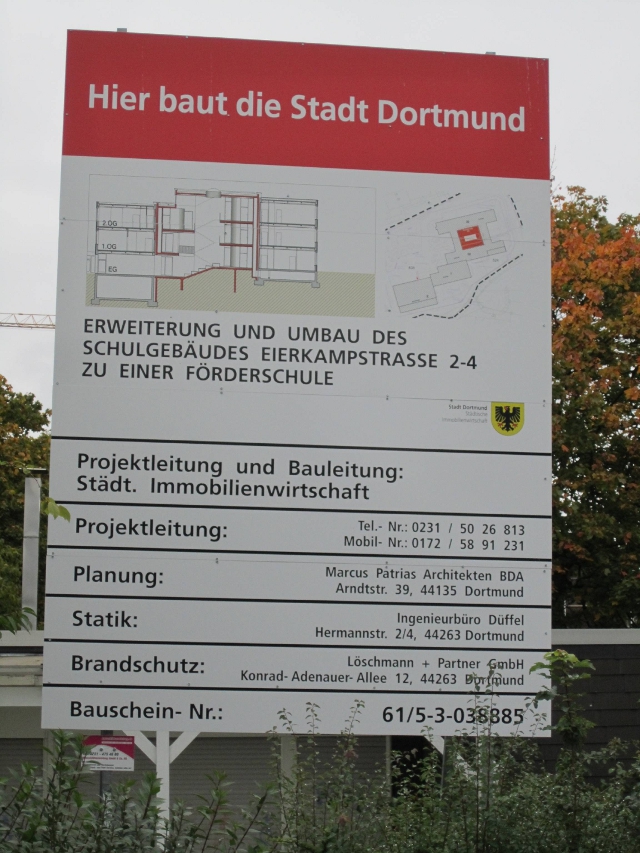 Hier baut die Stadt Dortmund
2.OG
1.OG
EG
ERWEITERUNG UND UMBAU DES
SCHULGEBÄUDES EIERKAMPSTRASSE 2-4
ZU EINER FÖRDERSCHULE
Stadt Dortmund
Städtische
Immobilienwirtschaft
Projektleitung und Bauleitung:
Städt. Immobilienwirtschaft
Projektleitung:
Tel.- Nr.: 0231 / 50 26 813
Mobil- Nr.: 0172 / 58 91 231
Planung:
Marcus Patrias Architekten BDA
Arndtstr. 39, 44135 Dortmund
Statik:
Ingenieurbüro Düffel
Hermannstr. 2/4, 44263 Dortmund
Brandschutz:
Löschmann + Partner GmbH
Konrad- Adenauer- Allee 12, 44263 Dortmund
Bauschein- Nr.:
61/5-3-038885